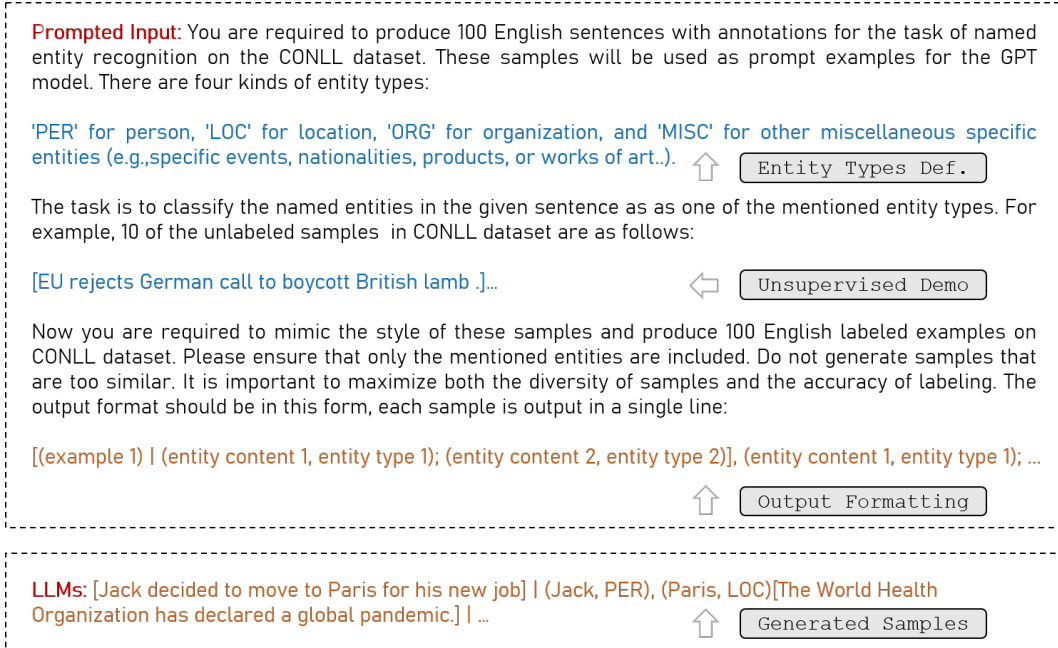 Prompted Input: You are required to produce 100 English sentences with annotations for the task of named
entity recognition on the CONLL dataset. These samples will be used as prompt examples for the GPT
model. There are four kinds of entity types:
'PER' for person, 'LOC' for location, 'ORG' for organization, and 'MISC' for other miscellaneous specific
entities (e.g.,specific events, nationalities, products, or works of art..).
Entity Types Def.
The task is to classify the named entities in the given sentence as as one of the mentioned entity types. For
example, 10 of the unlabeled samples in CONLL dataset are as follows:
[EU rejects German call to boycott British lamb .]...
Unsupervised Demo
Now you are required to mimic the style of these samples and produce 100 English labeled examples on
CONLL dataset. Please ensure that only the mentioned entities are included. Do not generate samples that
are too similar. It is important to maximize both the diversity of samples and the accuracy of labeling. The
output format should be in this form, each sample is output in a single line:
[(example 1) | (entity content 1, entity type 1); (entity content 2, entity type 2)], (entity content 1, entity type 1); ...
Output Formatting
LLMs: [Jack decided to move to Paris for his new job] | (Jack, PER), (Paris, LOC)[The World Health
Organization has declared a global pandemic.] | ...
Generated Samples